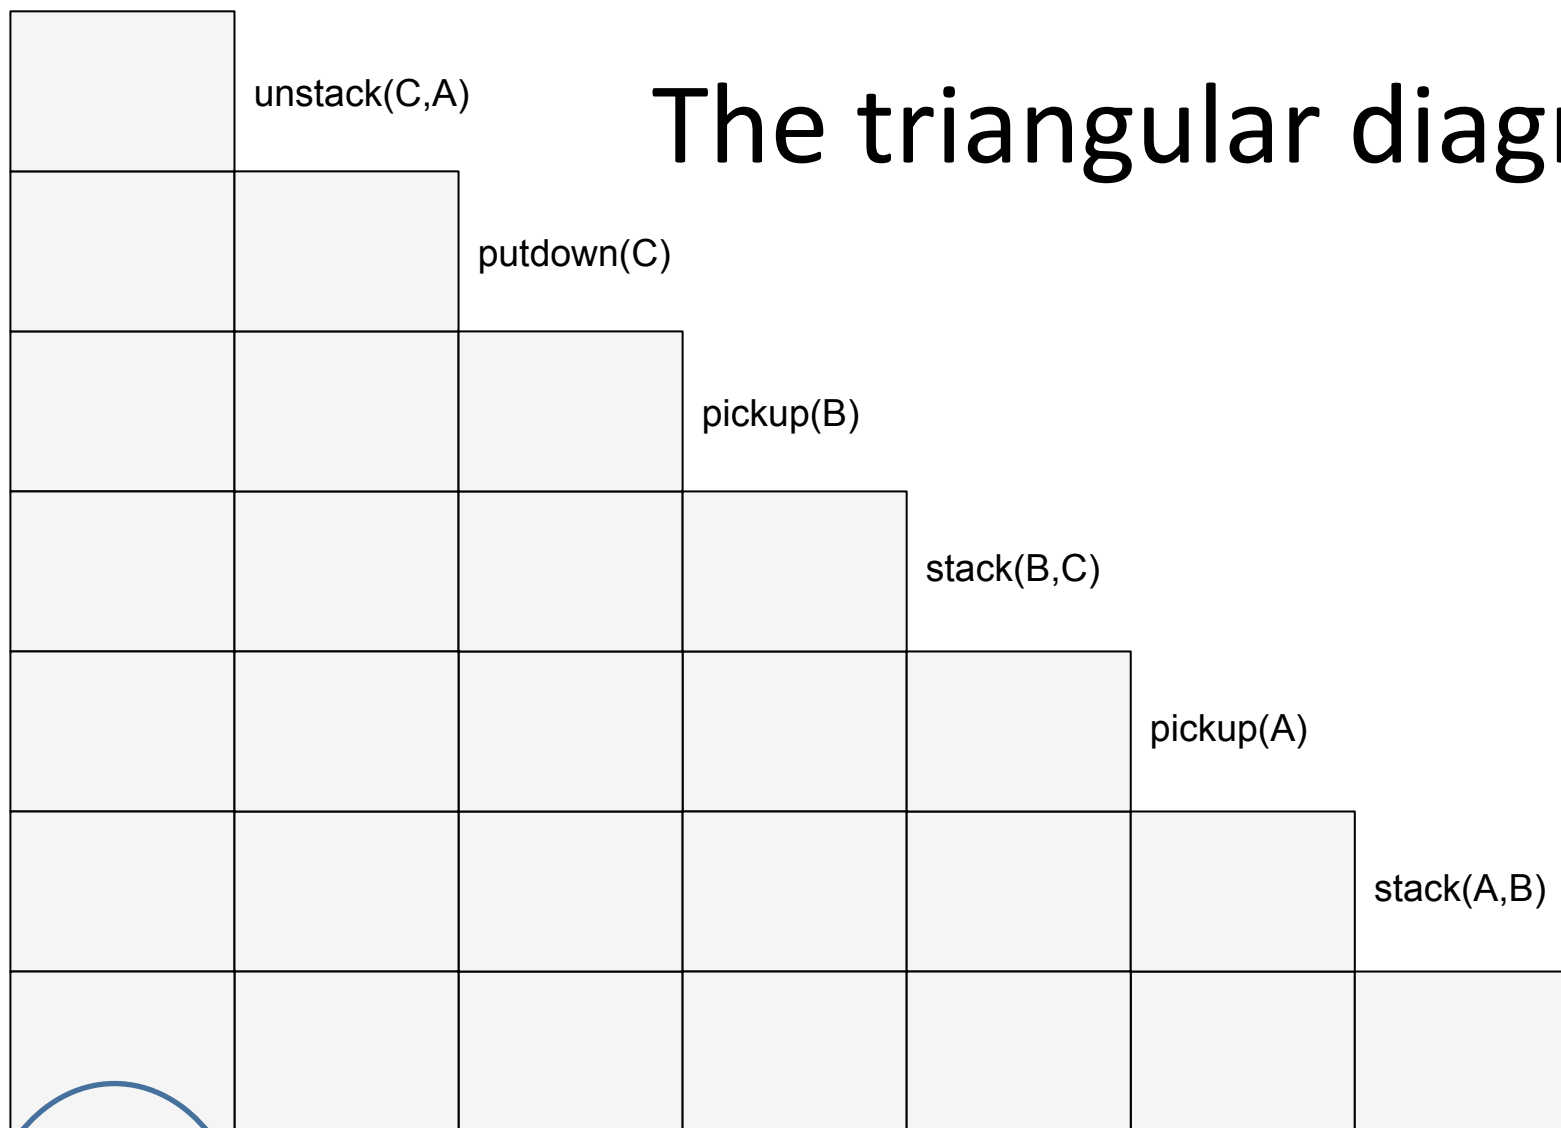 unstack(C,A)
The triangular diag
putdown(C)
pickup(B)
stack(B,C)
pickup(A)
stack(A,B)